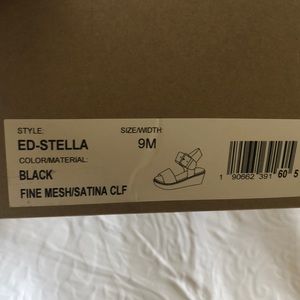 STYLE: SIZE/WIDTH:
ED-STELLA 9M
COLOR/MATERIAL:
BLACK
FINE MESH/SATINA CLF
1 90662 391 60 5